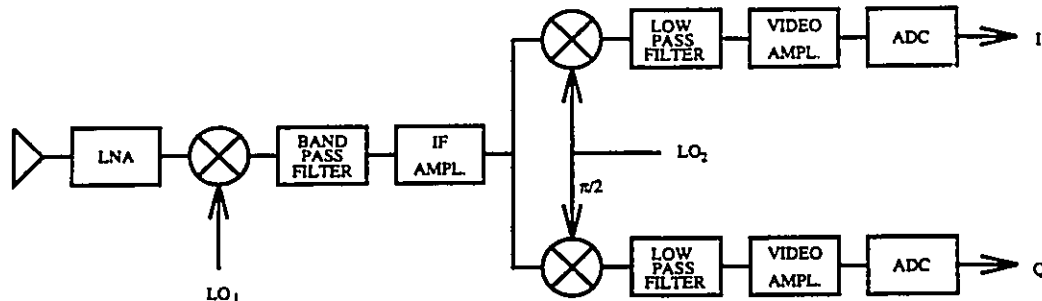 LOW
PASS
FILTER
VIDEO
AMPL.
ADC
I
LNA
BAND
PASS
FILTER
IF
AMPL.
LO2
π/2
LO1
LOW
PASS
FILTER
VIDEO
AMPL.
ADC
Q